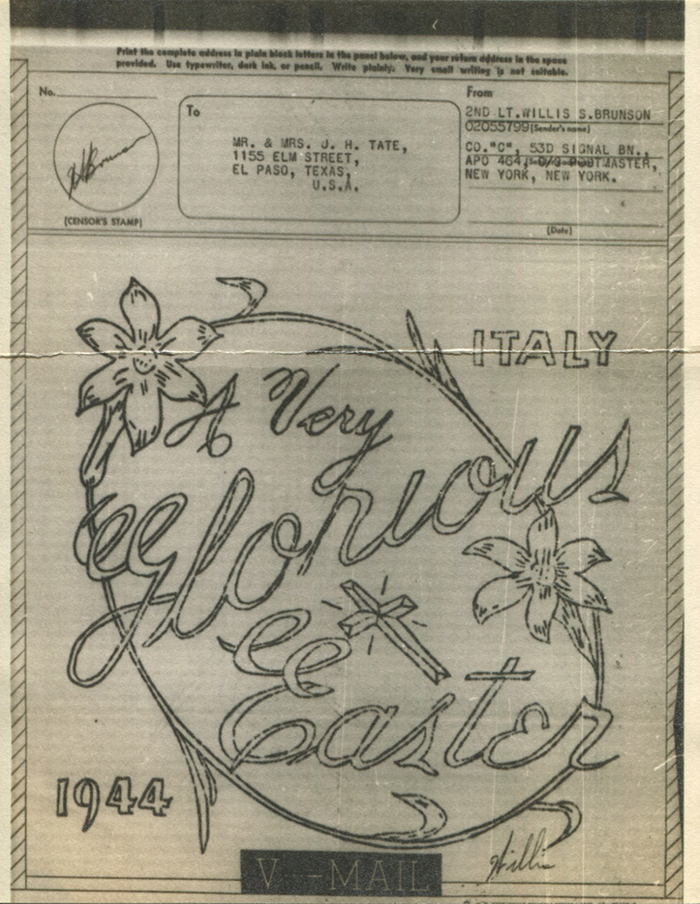 Print the complete address in plain block letters in the panel below, and your return address in the space
provided. Use typewriter, dark ink, or pencil. Write plainly. Very small writing is not suitable.
No.
To
MR. & MRS. J. H. TATE,
1155 ELM STREET,
EL PASO, TEXAS,
U.S.A.
(CENSOR'S STAMP)
From
2ND LT.WILLIS S.BRUNSON
02055799(Sender's name)
CO."C", 53D SIGNAL BN.,
APO 464, C/O POSTMASTER,
NEW YORK, NEW YORK.
(Date)
ITALY
A Very
Glorious
Easter
1944
Willis
V---MAIL